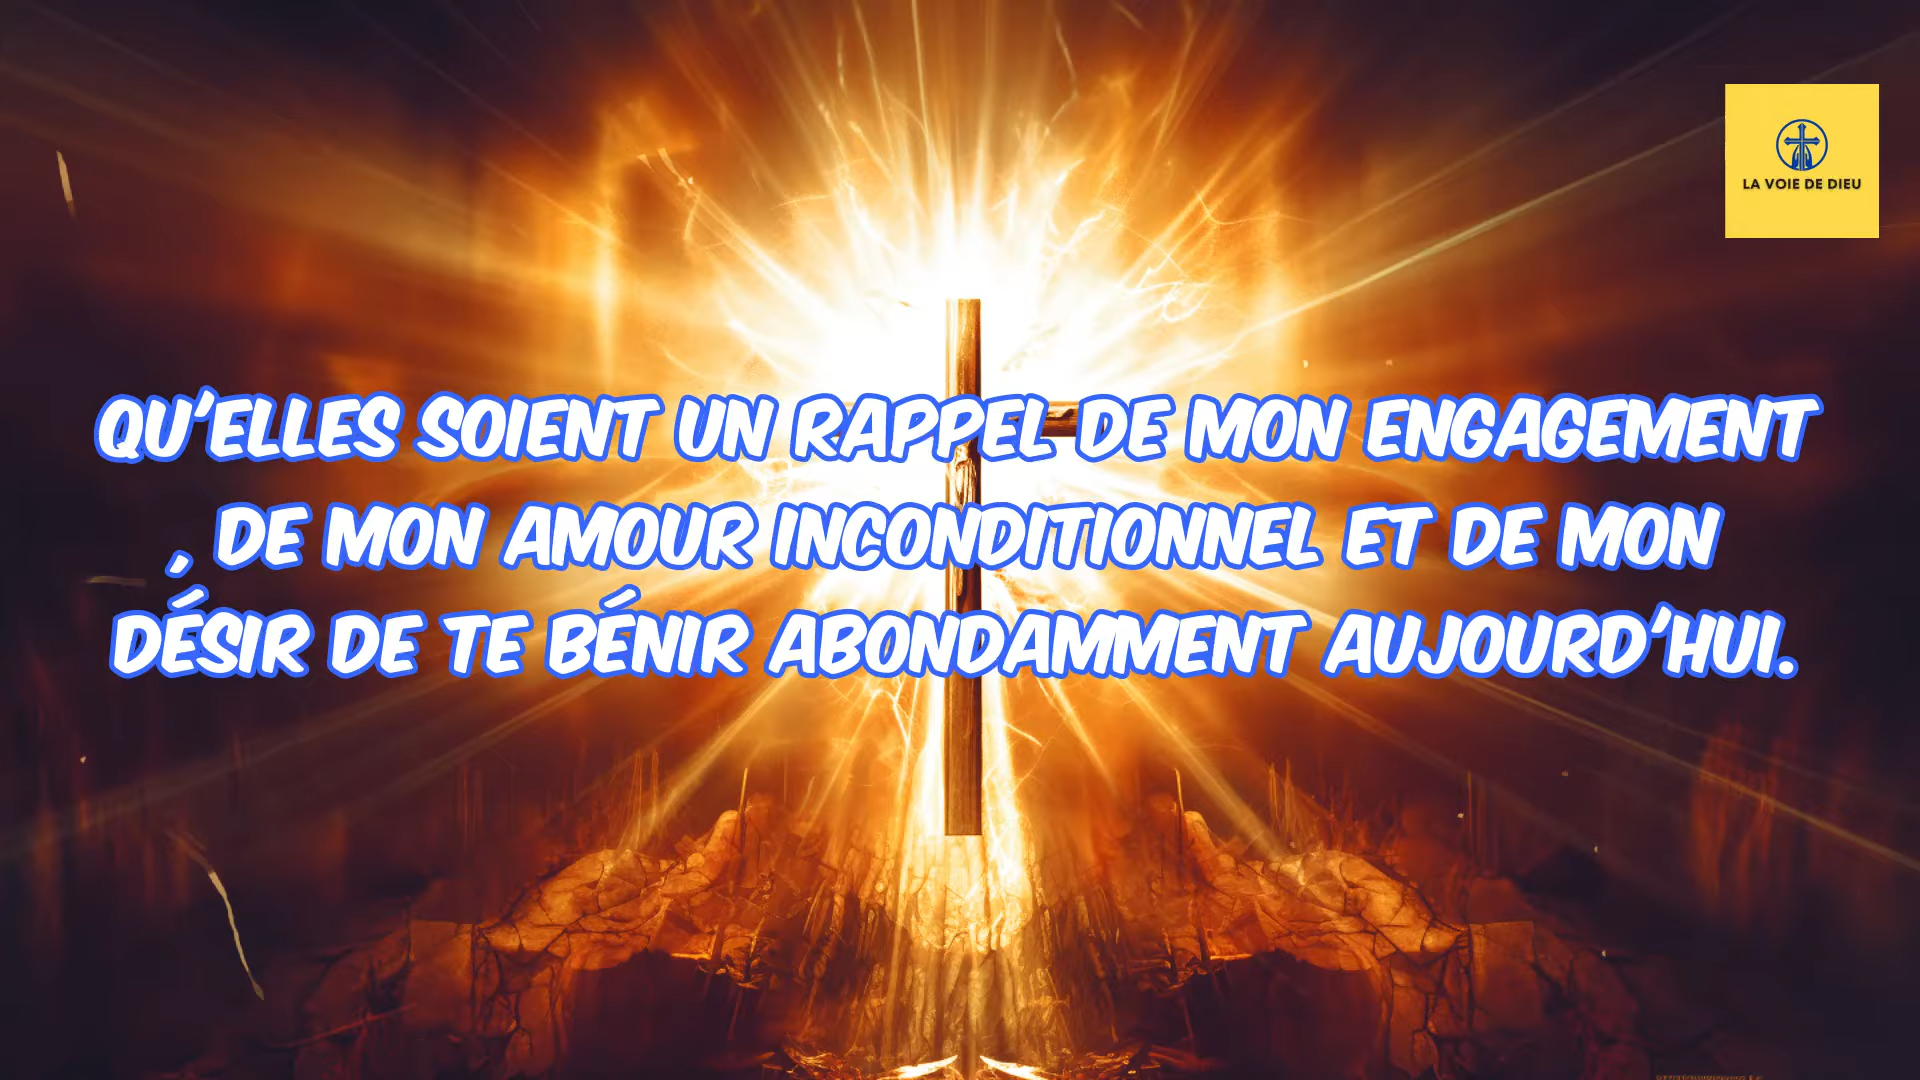 LA VOIE DE DIEU
QU'ELLES SOIENT UN RAPPEL DE MON ENGAGEMENT
, DE MON AMOUR INCONDITIONNEL ET DE MON
DÉSIR DE TE BÉNIR ABONDAMMENT AUJOURD'HUI.